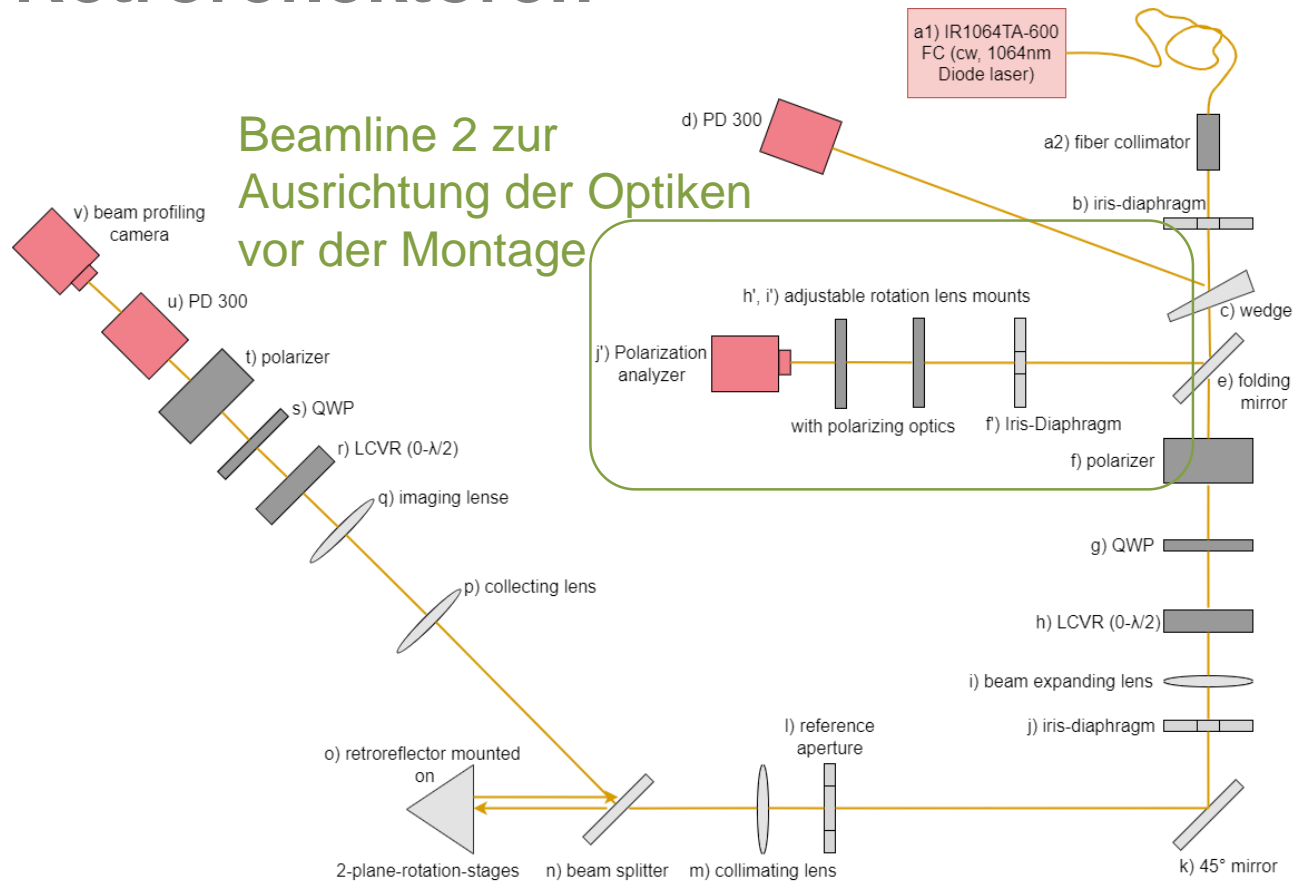 Retroreflektoren
a1) IR1064TA-600
FC (cw, 1064nm
Diode laser)
d) PD 300
a2) fiber collimator
Beamline 2 zur
Ausrichtung der Optiken
vor der Montage
b) iris-diaphragm
v) beam profiling
camera
u) PD 300
h', i') adjustable rotation lens mounts
c) wedge
t) polarizer
j') Polarization
analyzer
e) folding
mirror
s) QWP
with polarizing optics
f') Iris-Diaphragm
r) LCVR (0-λ/2)
f) polarizer
q) imaging lense
g) QWP
p) collecting lens
h) LCVR (0-λ/2)
i) beam expanding lens
l) reference
aperture
j) iris-diaphragm
o) retroreflector mounted
on
2-plane-rotation-stages
n) beam splitter
m) collimating lens
k) 45° mirror